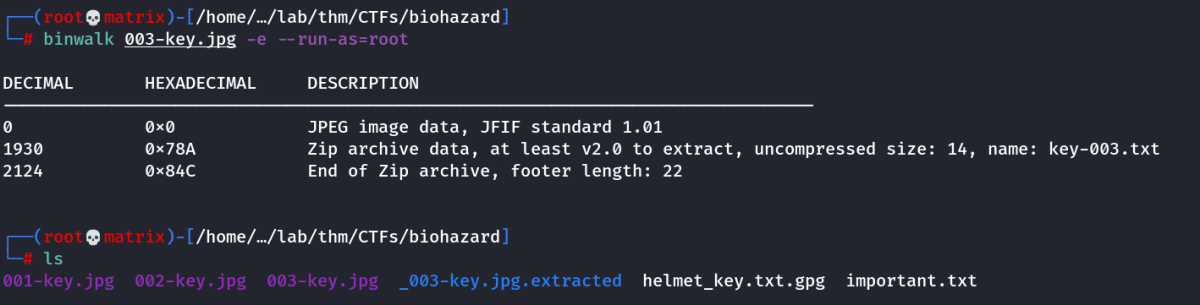 ┌──(root💀matrix)-[/home/…/lab/thm/CTFs/biohazard]
└─# binwalk 003-key.jpg -e --run-as=root
DECIMAL       HEXADECIMAL     DESCRIPTION
--------------------------------------------------------------------------------
0             0×0             JPEG image data, JFIF standard 1.01
1930          0×78A           Zip archive data, at least v2.0 to extract, uncompressed size: 14, name: key-003.txt
2124          0×84C           End of Zip archive, footer length: 22
┌──(root💀matrix)-[/home/…/lab/thm/CTFs/biohazard]
└─# ls
001-key.jpg  002-key.jpg  003-key.jpg  _003-key.jpg.extracted  helmet_key.txt.gpg  important.txt